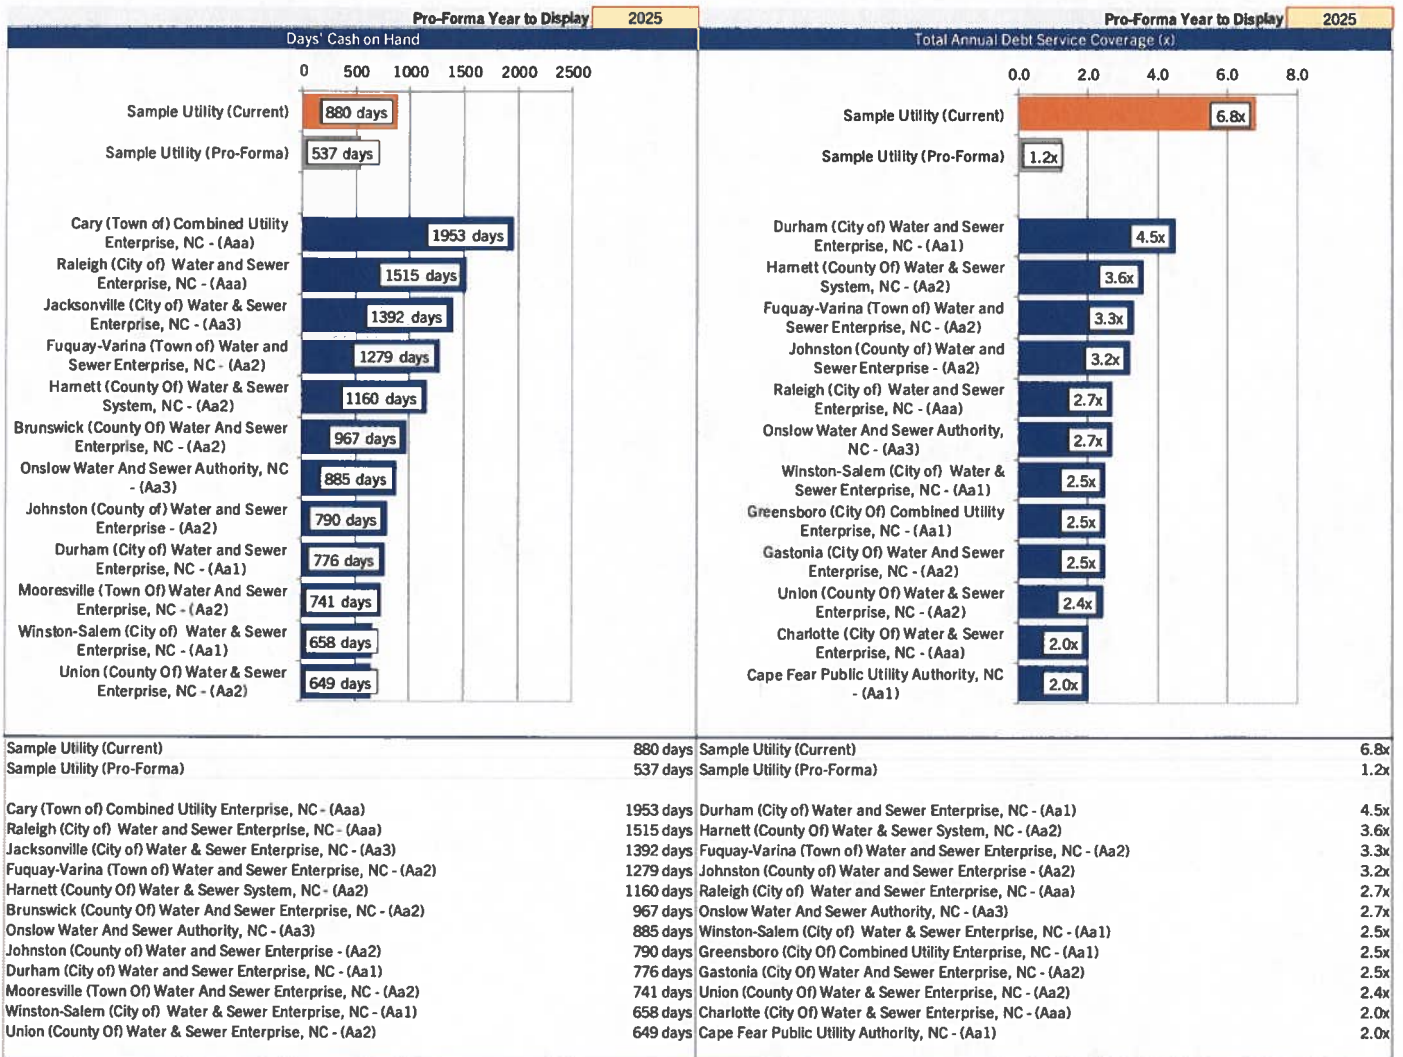 Pro-Forma Year to Display 2025
Days' Cash on Hand
0 500 1000 1500 2000 2500
Sample Utility (Current) 880 days
Sample Utility (Pro-Forma) 537 days
Cary (Town of) Combined Utility
Enterprise, NC - (Aaa) 1953 days
Raleigh (City of) Water and Sewer
Enterprise, NC - (Aaa) 1515 days
Jacksonville (City of) Water & Sewer
Enterprise, NC - (Aa3) 1392 days
Fuquay-Varina (Town of) Water and
Sewer Enterprise, NC - (Aa2) 1279 days
Harnett (County Of) Water & Sewer
System, NC - (Aa2) 1160 days
Brunswick (County Of) Water And Sewer
Enterprise, NC - (Aa2) 967 days
Onslow Water And Sewer Authority, NC
- (Aa3) 885 days
Johnston (County of) Water and Sewer
Enterprise - (Aa2) 790 days
Durham (City of) Water and Sewer
Enterprise, NC - (Aa1) 776 days
Mooresville (Town Of) Water And Sewer
Enterprise, NC - (Aa2) 741 days
Winston-Salem (City of) Water & Sewer
Enterprise, NC - (Aa1) 658 days
Union (County Of) Water & Sewer
Enterprise, NC - (Aa2) 649 days
Pro-Forma Year to Display 2025
Total Annual Debt Service Coverage (x)
0.0 2.0 4.0 6.0 8.0
Sample Utility (Current) 6.8x
Sample Utility (Pro-Forma) 1.2x
Durham (City of) Water and Sewer
Enterprise, NC - (Aa1) 4.5x
Harnett (County Of) Water & Sewer
System, NC - (Aa2) 3.6x
Fuquay-Varina (Town of) Water and
Sewer Enterprise, NC - (Aa2) 3.3x
Johnston (County of) Water and
Sewer Enterprise - (Aa2) 3.2x
Raleigh (City of) Water and Sewer
Enterprise, NC - (Aaa) 2.7x
Onslow Water And Sewer Authority,
NC - (Aa3) 2.7x
Winston-Salem (City of) Water &
Sewer Enterprise, NC - (Aa1) 2.5x
Greensboro (City Of) Combined Utility
Enterprise, NC - (Aa1) 2.5x
Gastonia (City Of) Water And Sewer
Enterprise, NC - (Aa2) 2.5x
Union (County Of) Water & Sewer
Enterprise, NC - (Aa2) 2.4x
Charlotte (City Of) Water & Sewer
Enterprise, NC - (Aaa) 2.0x
Cape Fear Public Utility Authority, NC
- (Aa1) 2.0x
Sample Utility (Current) 880 days
Sample Utility (Pro-Forma) 537 days
Cary (Town of) Combined Utility Enterprise, NC - (Aaa) 1953 days
Raleigh (City of) Water and Sewer Enterprise, NC - (Aaa) 1515 days
Jacksonville (City of) Water & Sewer Enterprise, NC - (Aa3) 1392 days
Fuquay-Varina (Town of) Water and Sewer Enterprise, NC - (Aa2) 1279 days
Harnett (County Of) Water & Sewer System, NC - (Aa2) 1160 days
Brunswick (County Of) Water And Sewer Enterprise, NC - (Aa2) 967 days
Onslow Water And Sewer Authority, NC - (Aa3) 885 days
Johnston (County of) Water and Sewer Enterprise - (Aa2) 790 days
Durham (City of) Water and Sewer Enterprise, NC - (Aa1) 776 days
Mooresville (Town Of) Water And Sewer Enterprise, NC - (Aa2) 741 days
Winston-Salem (City of) Water & Sewer Enterprise, NC - (Aa1) 658 days
Union (County Of) Water & Sewer Enterprise, NC - (Aa2) 649 days
Sample Utility (Current) 6.8x
Sample Utility (Pro-Forma) 1.2x
Durham (City of) Water and Sewer Enterprise, NC - (Aa1) 4.5x
Harnett (County Of) Water & Sewer System, NC - (Aa2) 3.6x
Fuquay-Varina (Town of) Water and Sewer Enterprise, NC - (Aa2) 3.3x
Johnston (County of) Water and Sewer Enterprise - (Aa2) 3.2x
Raleigh (City of) Water and Sewer Enterprise, NC - (Aaa) 2.7x
Onslow Water And Sewer Authority, NC - (Aa3) 2.7x
Winston-Salem (City of) Water & Sewer Enterprise, NC - (Aa1) 2.5x
Greensboro (City Of) Combined Utility Enterprise, NC - (Aa1) 2.5x
Gastonia (City Of) Water And Sewer Enterprise, NC - (Aa2) 2.5x
Union (County Of) Water & Sewer Enterprise, NC - (Aa2) 2.4x
Charlotte (City Of) Water & Sewer Enterprise, NC - (Aaa) 2.0x
Cape Fear Public Utility Authority, NC - (Aa1) 2.0x